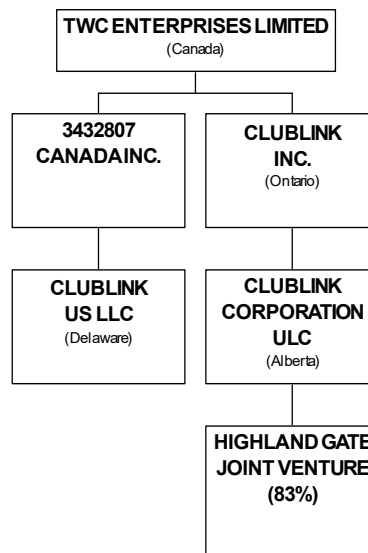 TWC ENTERPRISES LIMITED
(Canada)
3432807
CANADA INC.
CLUBLINK
INC.
(Ontario)
CLUBLINK
US LLC
(Delaware)
CLUBLINK
CORPORATION
ULC
(Alberta)
HIGHLAND GATE
JOINT VENTURE
(83%)